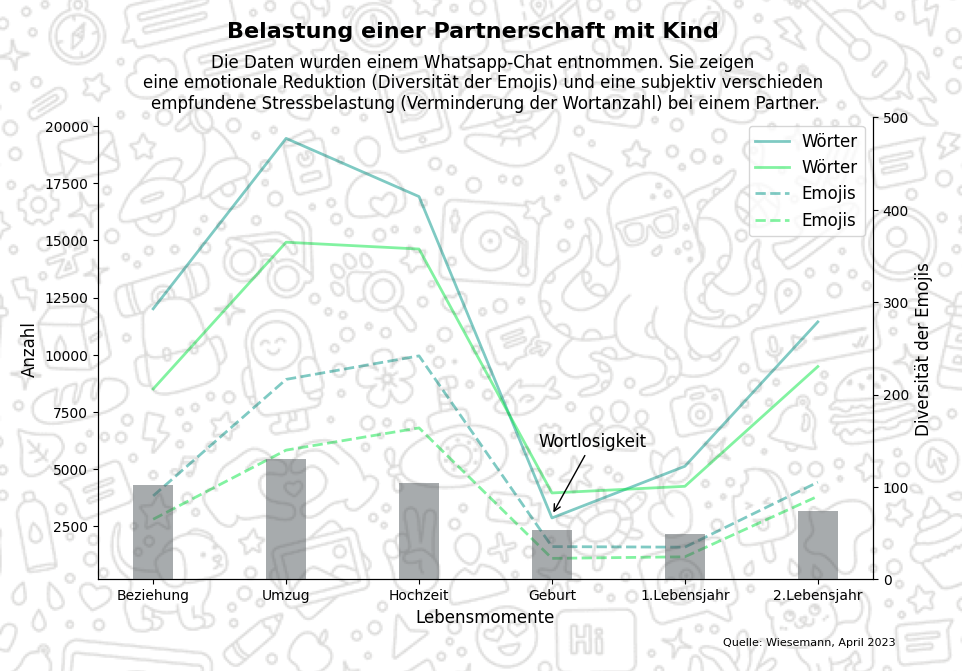 Belastung einer Partnerschaft mit Kind
Die Daten wurden einem Whatsapp-Chat entnommen. Sie zeigen
eine emotionale Reduktion (Diversität der Emojis) und eine subjektiv verschieden
empfundene Stressbelastung (Verminderung der Wortanzahl) bei einem Partner.
20000
17500
15000
12500
10000
7500
5000
2500
Anzahl
500
400
300
200
100
0
Diversität der Emojis
Wörter
Wörter
Emojis
Emojis
Wortlosigkeit
Beziehung
Umzug
Hochzeit
Geburt
1.Lebensjahr
2.Lebensjahr
Lebensmomente
Hi
Quelle: Wiesemann, April 2023